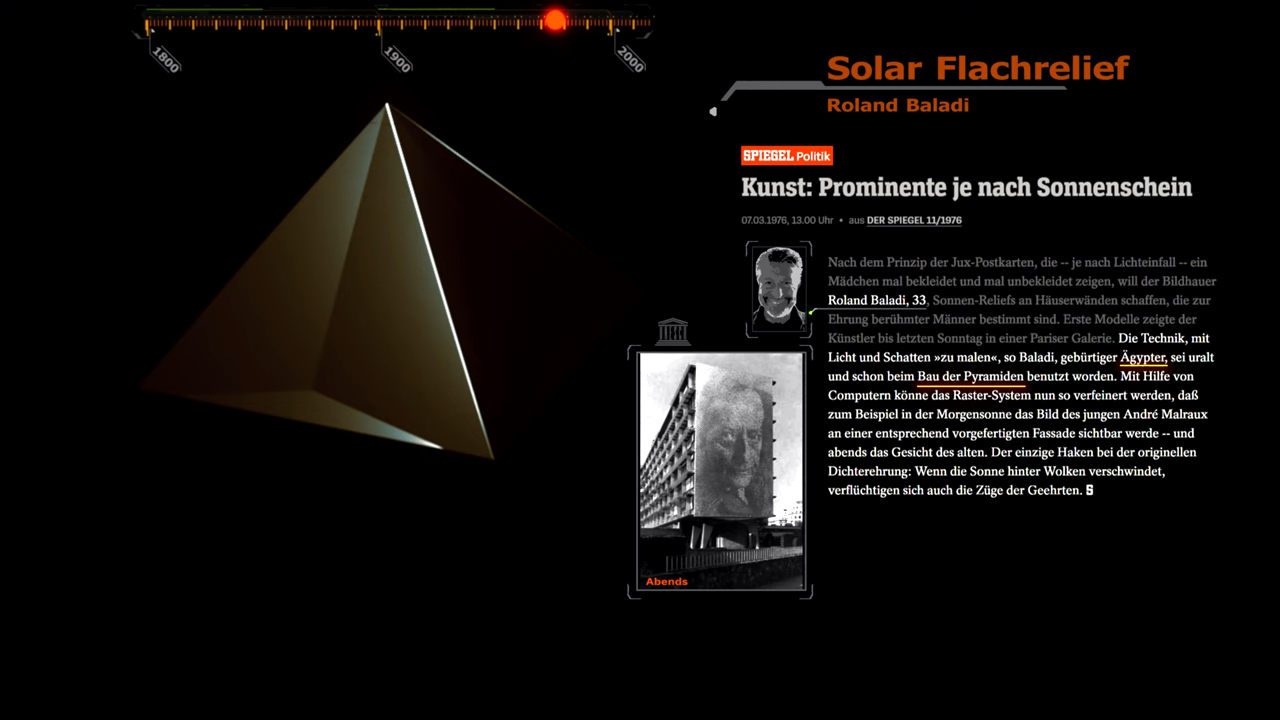 1800
1900
2000
Solar Flachrelief
Roland Baladi
SPIEGEL Politik
Kunst: Prominente je nach Sonnenschein
07.03.1976, 13.00 Uhr • aus DER SPIEGEL 11/1976
Nach dem Prinzip der Jux-Postkarten, die -- je nach Lichteinfall -- ein
Mädchen mal bekleidet und mal unbekleidet zeigen, will der Bildhauer
Roland Baladi, 33, Sonnen-Reliefs an Häuserwänden schaffen, die zur
Ehrung berühmter Männer bestimmt sind. Erste Modelle zeigte der
Künstler bis letzten Sonntag in einer Pariser Galerie. Die Technik, mit
Licht und Schatten »zu malen«, so Baladi, gebürtiger Ägypter, sei uralt
und schon beim Bau der Pyramiden benutzt worden. Mit Hilfe von
Computern könne das Raster-System nun so verfeinert werden, daß
zum Beispiel in der Morgensonne das Bild des jungen André Malraux
an einer entsprechend vorgefertigten Fassade sichtbar werde -- und
abends das Gesicht des alten. Der einzige Haken bei der originellen
Dichterehrung: Wenn die Sonne hinter Wolken verschwindet,
verflüchtigen sich auch die Züge der Geehrten. S
Abends